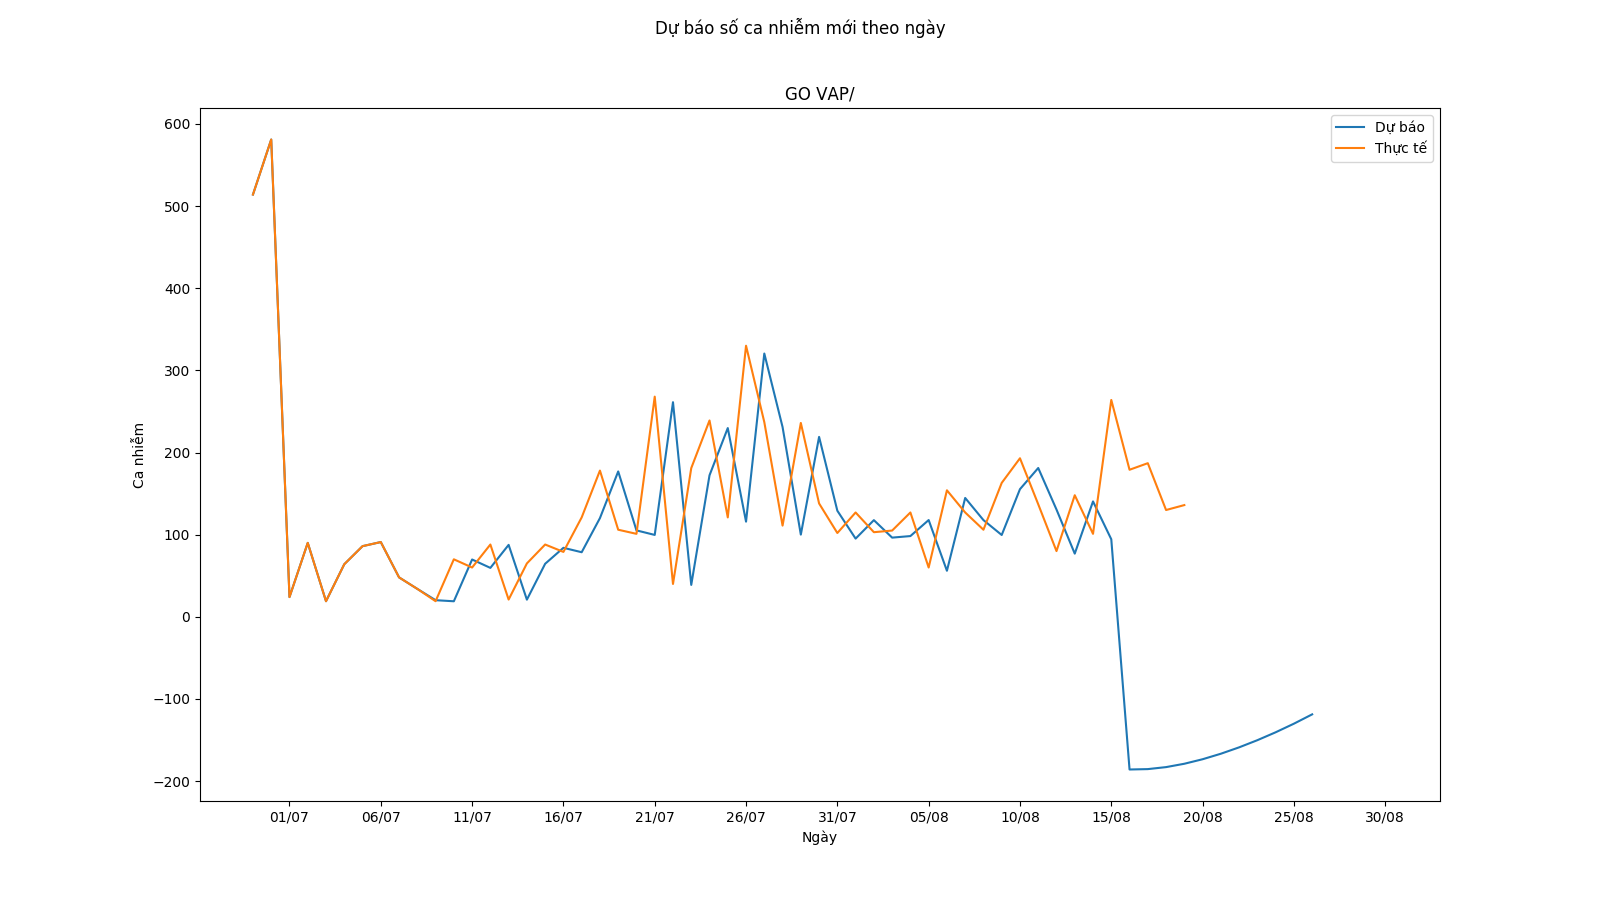 Dự báo số ca nhiễm mới theo ngày
GO VAP/
Dự báo
Thực tế
600
500
400
300
200
100
0
−100
−200
Ca nhiễm
01/07 06/07 11/07 16/07 21/07 26/07 31/07 05/08 10/08 15/08 20/08 25/08 30/08
Ngày